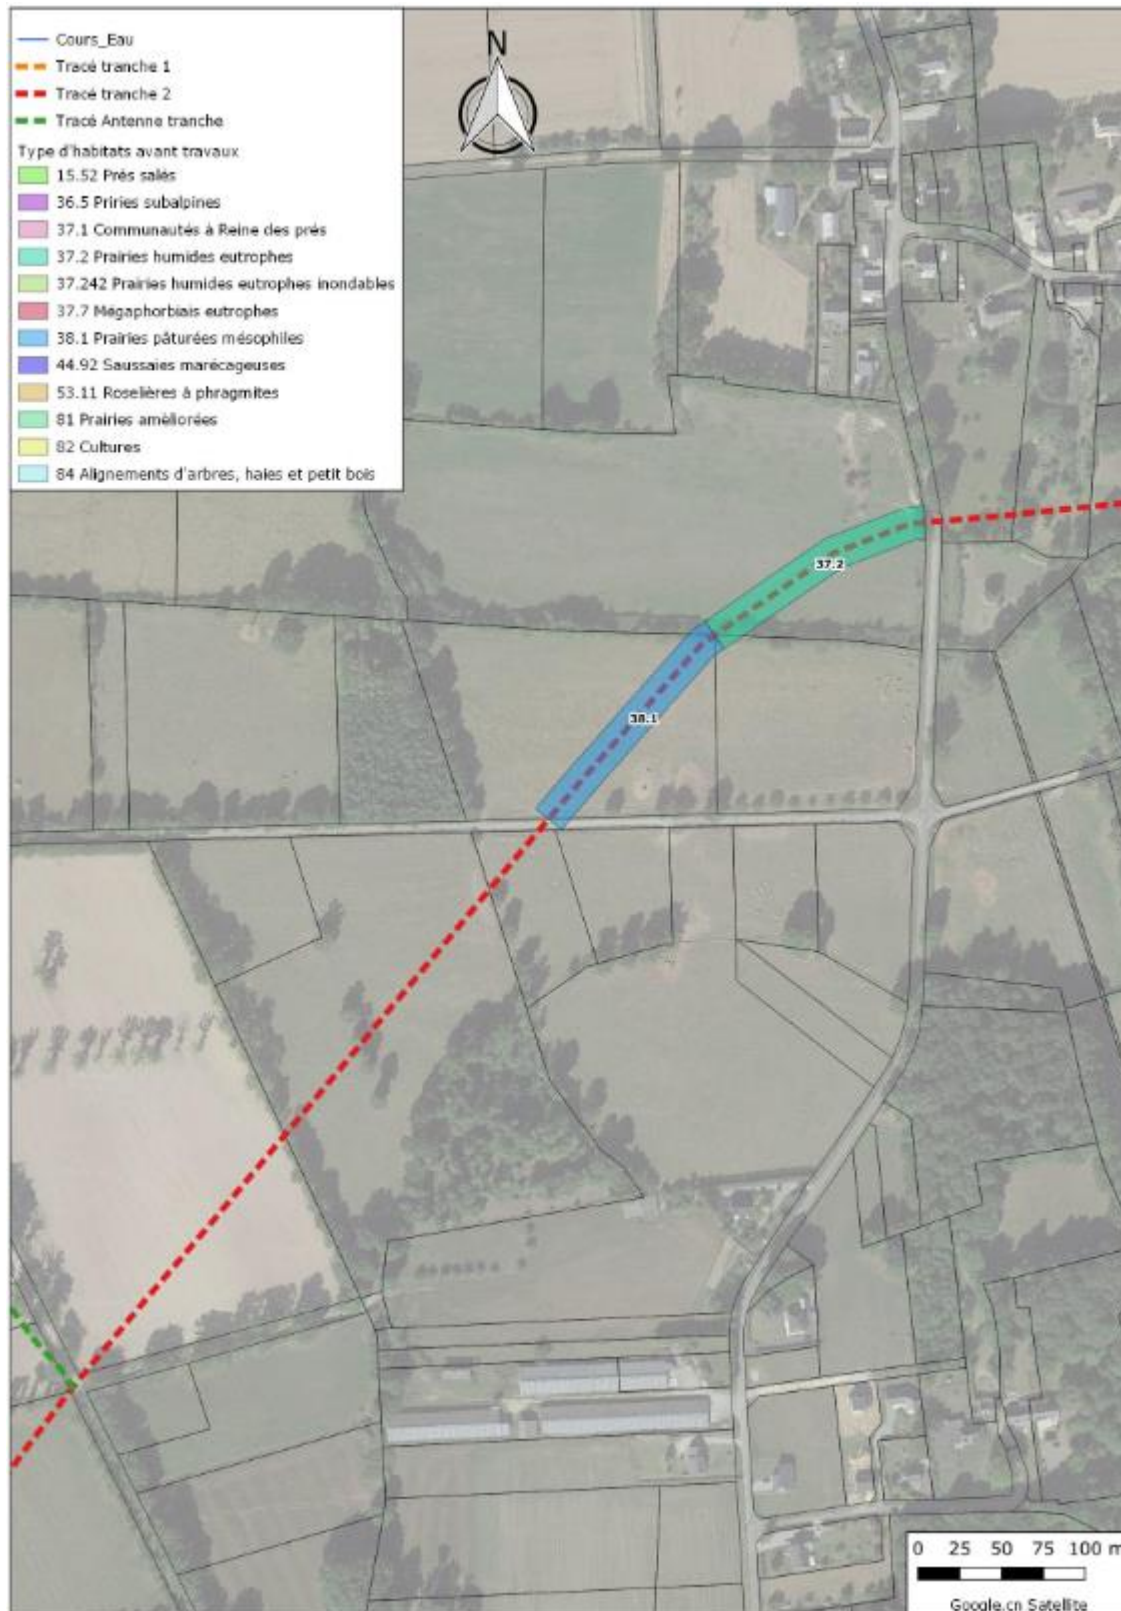 Cours_Eau
Tracé tranche 1
Tracé tranche 2
Tracé Antenne tranche
Type d'habitats avant travaux
15.52 Prés salés
36.5 Priries subalpines
37.1 Communautés à Reine des prés
37.2 Prairies humides eutrophes
37.242 Prairies humides eutrophes inondables
37.7 Mégaphorbiais eutrophes
38.1 Prairies pâturées mésophiles
44.92 Saussaies marécageuses
53.11 Roselières à phragmites
81 Prairies améliorées
82 Cultures
84 Alignements d'arbres, haies et petit bois
N
37.2
38.1
0 25 50 75 100 m
Google.cn Satellite